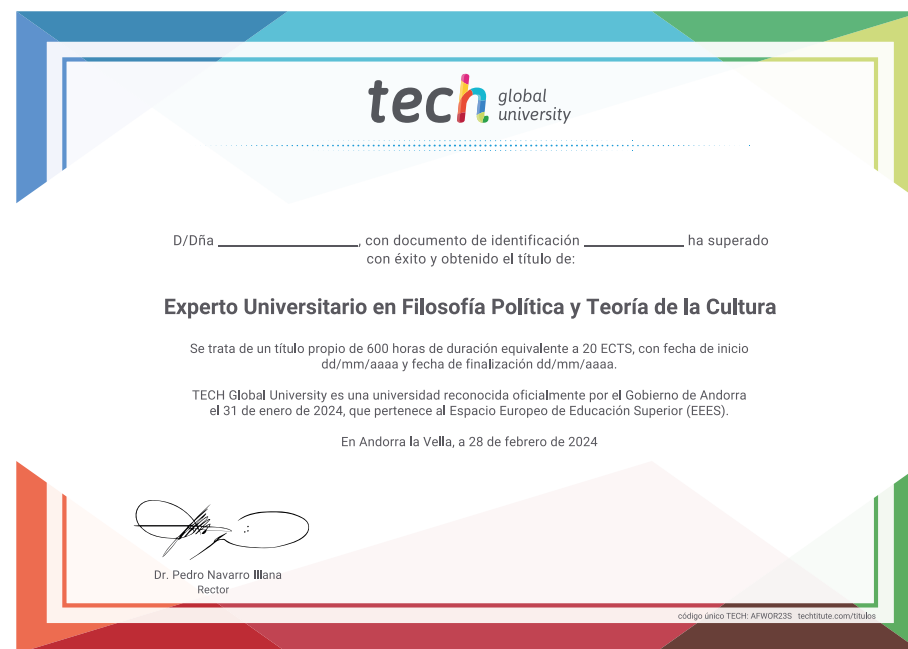 tech global university
D/Dña ______________, con documento de identificación __________ ha superado
con éxito y obtenido el título de:
Experto Universitario en Filosofía Política y Teoría de la Cultura
Se trata de un título propio de 600 horas de duración equivalente a 20 ECTS, con fecha de inicio
dd/mm/aaaa y fecha de finalización dd/mm/aaaa.
TECH Global University es una universidad reconocida oficialmente por el Gobierno de Andorra
el 31 de enero de 2024, que pertenece al Espacio Europeo de Educación Superior (EEES).
En Andorra la Vella, a 28 de febrero de 2024
Dr. Pedro Navarro Illana
Rector
código único TECH: AFWOR23S techtitute.com/titulos